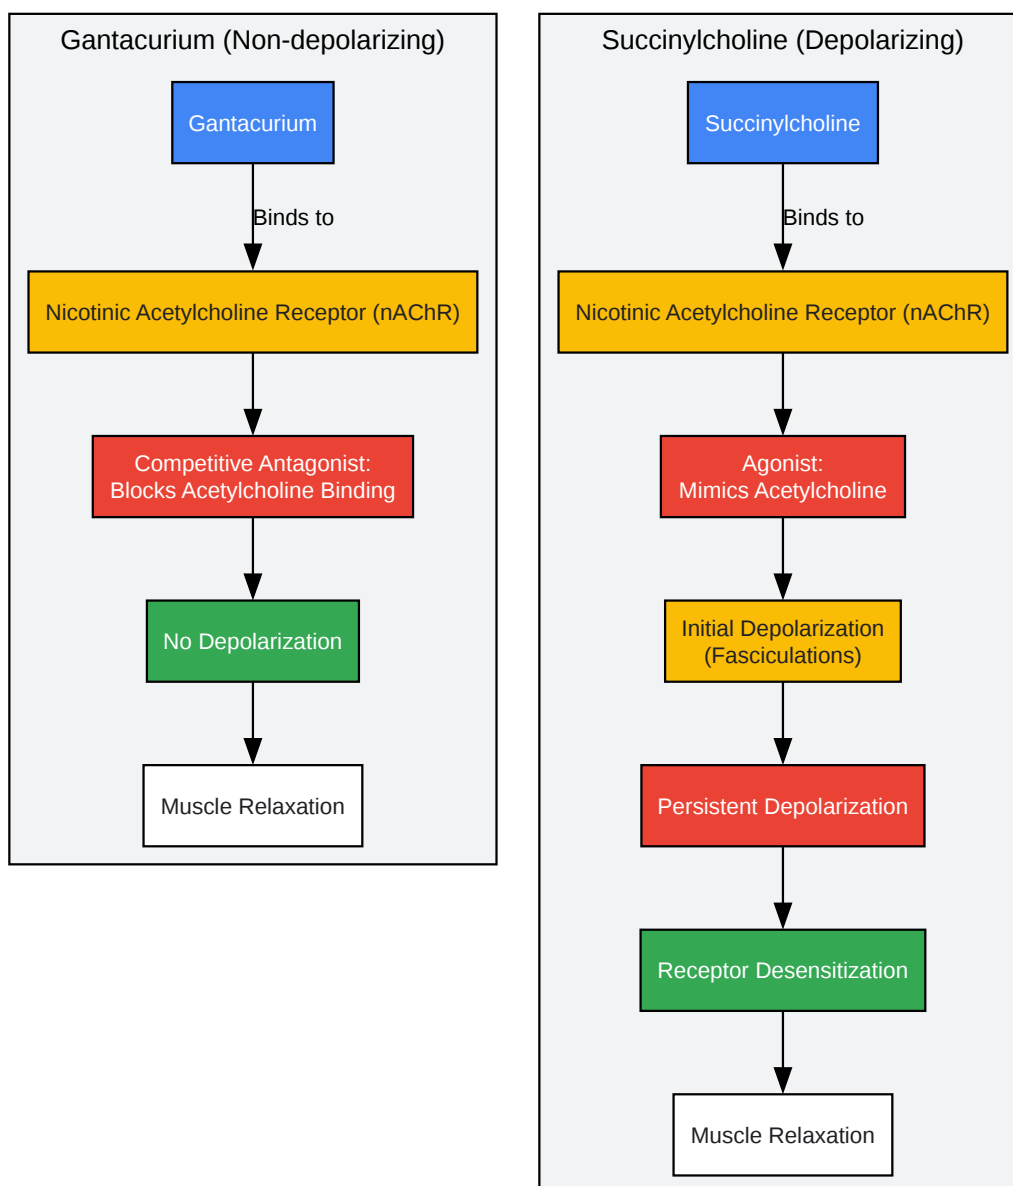 Gantacurium (Non-depolarizing)
Gantacurium
Binds to
Nicotinic Acetylcholine Receptor (nAChR)
Competitive Antagonist:
Blocks Acetylcholine Binding
No Depolarization
Muscle Relaxation
Succinylcholine (Depolarizing)
Succinylcholine
Binds to
Nicotinic Acetylcholine Receptor (nAChR)
Agonist:
Mimics Acetylcholine
Initial Depolarization
(Fasciculations)
Persistent Depolarization
Receptor Desensitization
Muscle Relaxation